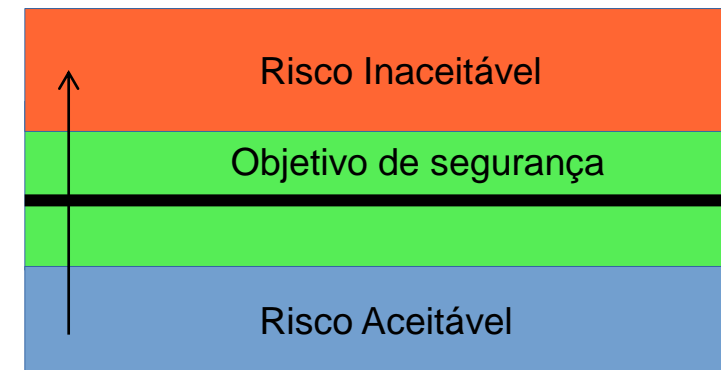 Risco Inaceitável
Objetivo de segurança
Risco Aceitável